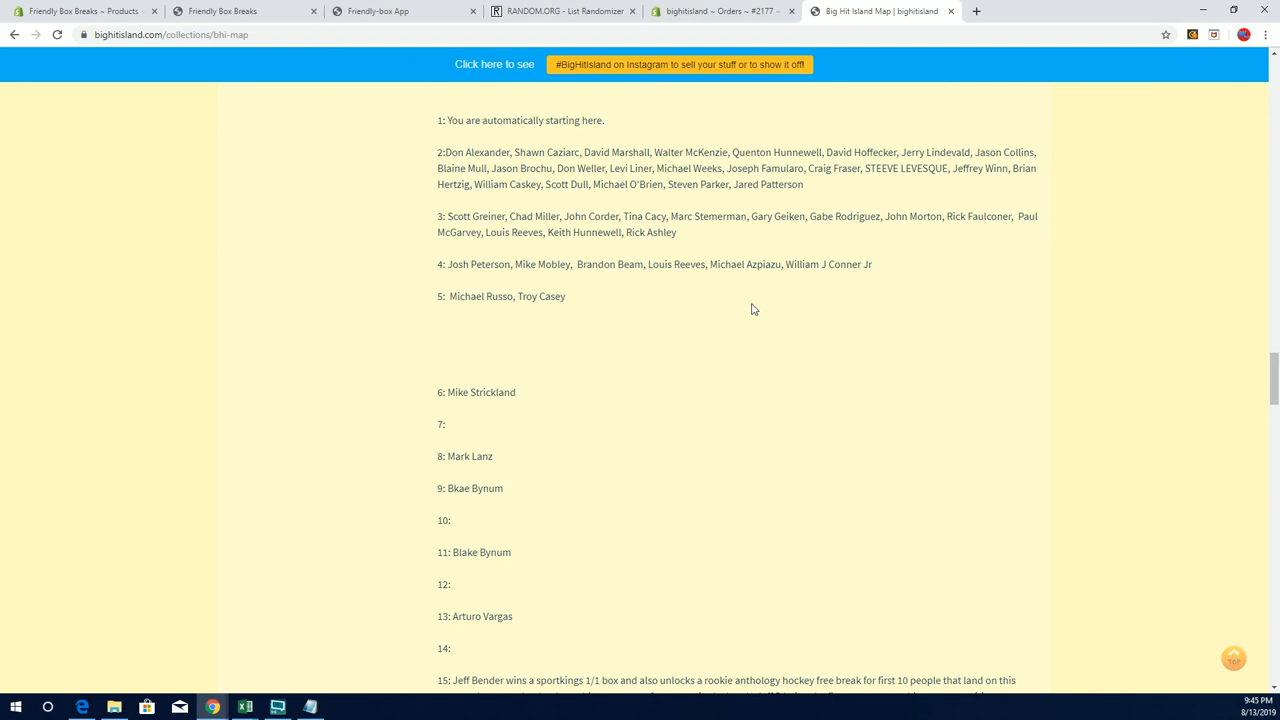 Friendly Box Breaks ~ Products ~
Friendly Box Breaks
Friendly-box App
RANDOM.ORG - List Randomizer
bighitisland ~ Orders ~ #2177 ~
Big Hit Island Map | bighitisland
bighitisland.com/collections/bhi-map
Click here to see #BigHitIsland on Instagram to sell your stuff or to show it off!
1: You are automatically starting here.
2:Don Alexander, Shawn Caziarc, David Marshall, Walter McKenzie, Quenton Hunnewell, David Hoffecker, Jerry Lindevald, Jason Collins,
Blaine Mull, Jason Brochu, Don Weller, Levi Liner, Michael Weeks, Joseph Famularo, Craig Fraser, STEEVE LEVESQUE, Jeffrey Winn, Brian
Hertzig, William Caskey, Scott Dull, Michael O'Brien, Steven Parker, Jared Patterson
3: Scott Greiner, Chad Miller, John Corder, Tina Cacy, Marc Stemerman, Gary Geiken, Gabe Rodriguez, John Morton, Rick Faulconer, Paul
McGarvey, Louis Reeves, Keith Hunnewell, Rick Ashley
4: Josh Peterson, Mike Mobley, Brandon Beam, Louis Reeves, Michael Azpiazu, William J Conner Jr
5: Michael Russo, Troy Casey
6: Mike Strickland
7:
8: Mark Lanz
9: Bkae Bynum
10:
11: Blake Bynum
12:
13: Arturo Vargas
14:
TOP
15: Jeff Bender wins a sportkings 1/1 box and also unlocks a rookie anthology hockey free break for first 10 people that land on this
9:45 PM
8/13/2019